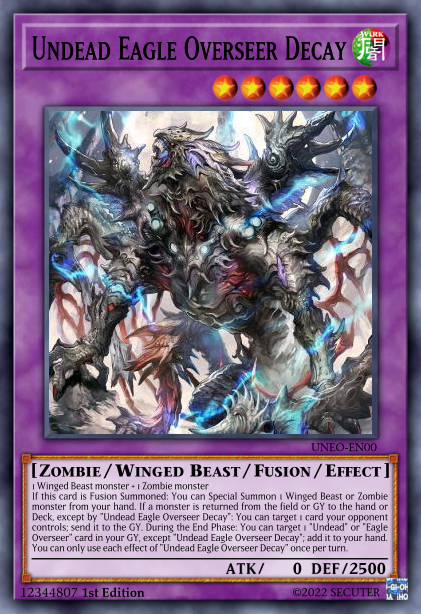 UNDEAD EAGLE OVERSEER DECAY
UNEO-EN00
[ZOMBIE / WINGED BEAST / FUSION / EFFECT]
1 Winged Beast monster + 1 Zombie monster
If this card is Fusion Summoned: You can Special Summon 1 Winged Beast or Zombie
monster from your hand. If a monster is returned from the field or GY to the hand or
Deck, except by "Undead Eagle Overseer Decay": You can target 1 card your opponent
controls; send it to the GY. During the End Phase: You can target 1 "Undead" or "Eagle
Overseer" card in your GY, except "Undead Eagle Overseer Decay"; add it to your hand.
You can only use each effect of "Undead Eagle Overseer Decay" once per turn.
ATK/ 0 DEF/2500
12344807 1st Edition ©2022 SECUTER